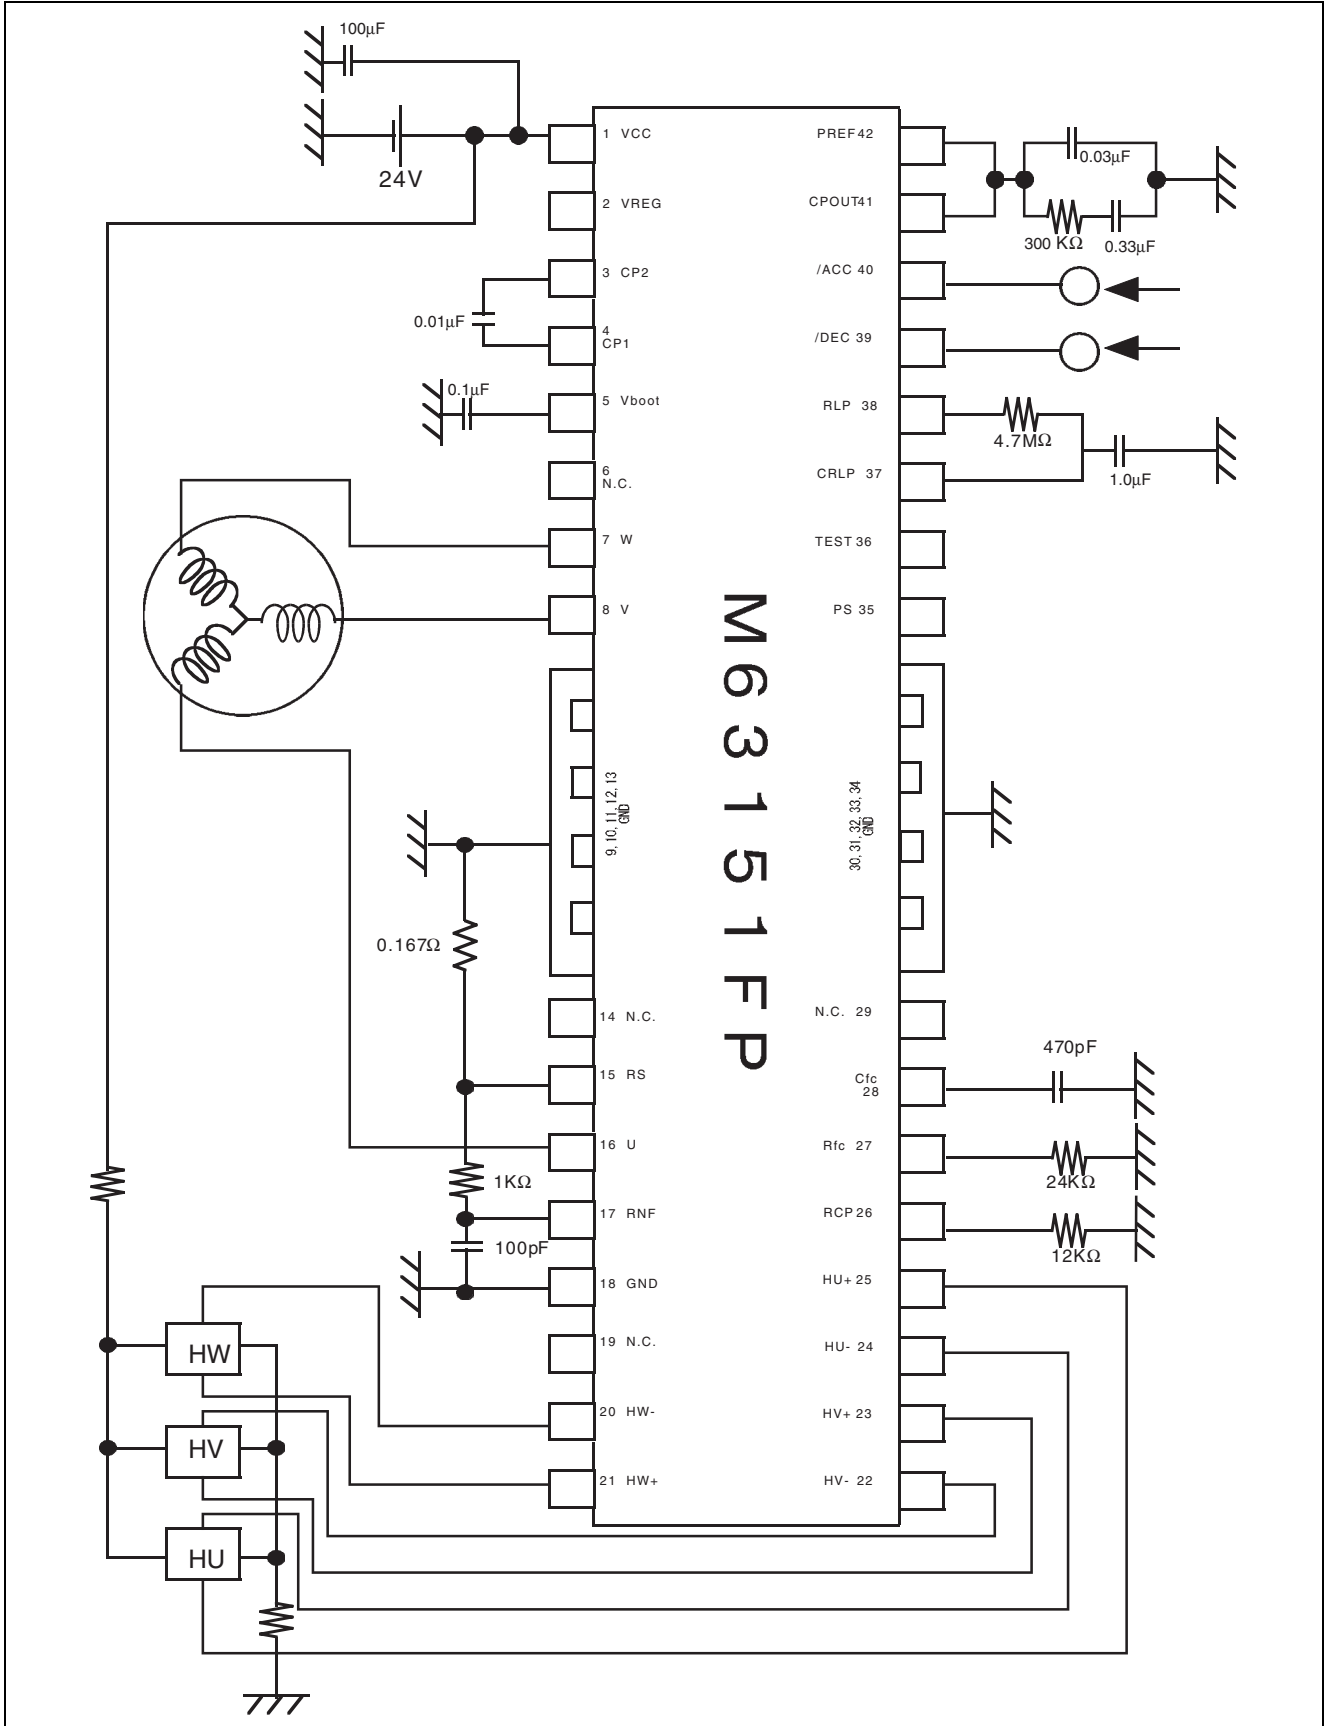 100μF
24V
1 VCC
2 VREG
3 CP2
0.01μF
4
CP1
0.1μF
5 Vboot
6
N.C.
7 W
8 V
9, 10, 11, 12, 13
GND
0.167Ω
14 N.C.
15 RS
16 U
1KΩ
17 RNF
100pF
18 GND
19 N.C.
20 HW-
21 HW+
HW
HV
HU
M63151FP
PREF42
0.03μF
CPOUT41
300 KΩ
0.33μF
/ACC 40
/DEC 39
RLP 38
4.7MΩ
CRLP 37
1.0μF
TEST 36
PS 35
30, 31, 32, 33, 34
GND
N.C. 29
470pF
Cfc
28
Rfc 27
24KΩ
RCP 26
12KΩ
HU+ 25
HU- 24
HV+ 23
HV- 22